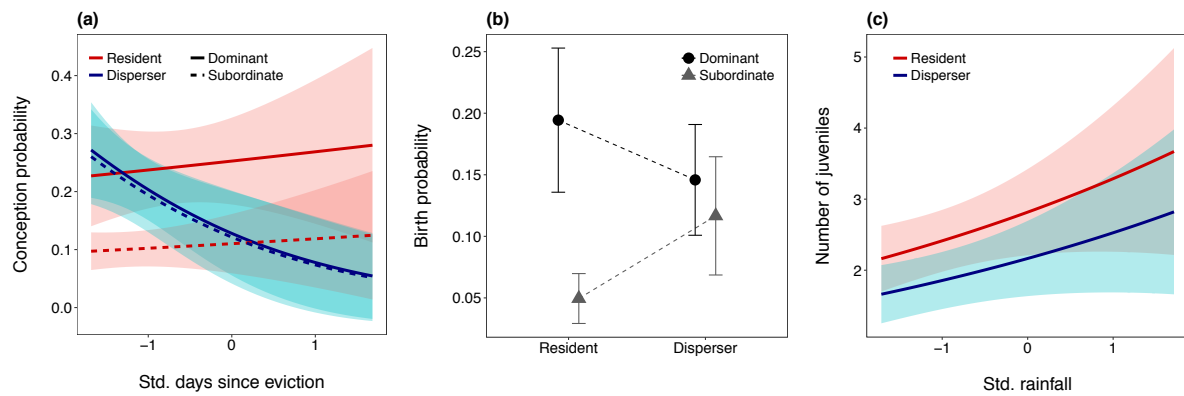 (a)
Conception probability
0.4
0.3
0.2
0.1
0.0
Resident
Disperser
Dominant
Subordinate
−1
0
1
Std. days since eviction
(b)
Birth probability
0.25
0.20
0.15
0.10
0.05
Dominant
Subordinate
Resident
Disperser
(c)
Number of juveniles
5
4
3
2
Resident
Disperser
−1
0
1
Std. rainfall